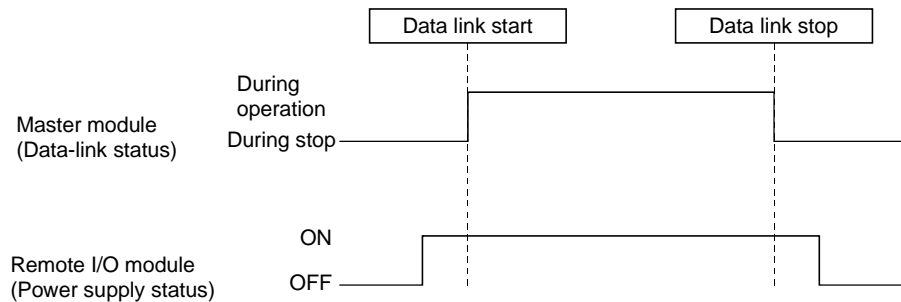 Data link start
Data link stop
During
operation
During stop
Master module
(Data-link status)
ON
OFF
Remote I/O module
(Power supply status)